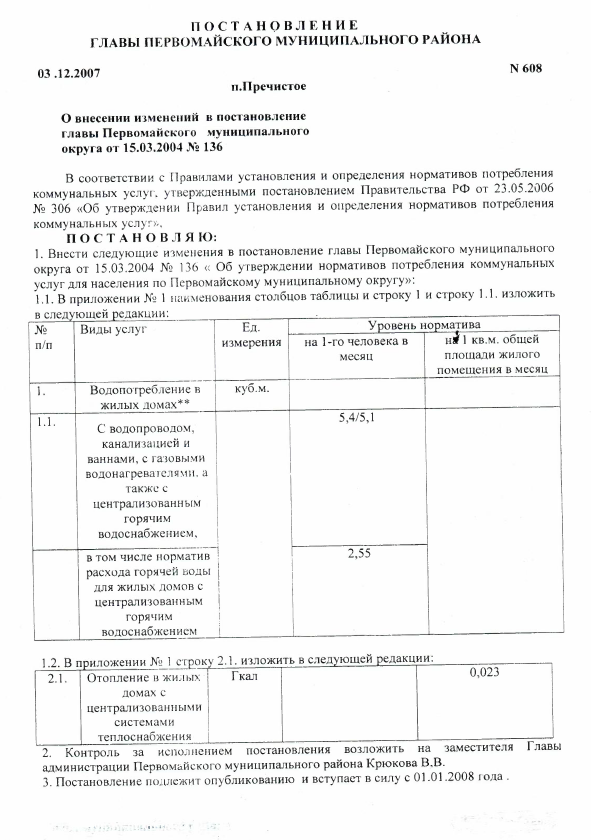 П О С Т А Н О В Л Е Н И Е
ГЛАВЫ ПЕРВОМАЙСКОГО МУНИЦИПАЛЬНОГО РАЙОНА
03 .12.2007
N 608
п.Пречистое
О внесении изменений в постановление
главы Первомайского муниципального
округа от 15.03.2004 № 136
В соответствии с Правилами установления и определения нормативов потребления
коммунальных услуг, утвержденными постановлением Правительства РФ от 23.05.2006
№ 306 «Об утверждении Правил установления и определения нормативов потребления
коммунальных услуг»,
П О С Т А Н О В Л Я Ю:
1. Внести следующие изменения в постановление главы Первомайского муниципального
округа от 15.03.2004 № 136 « Об утверждении нормативов потребления коммунальных
услуг для населения по Первомайскому муниципальному округу»:
1.1. В приложении № 1 наименования столбцов таблицы и строку 1 и строку 1.1. изложить
в следующей редакции:
№
п/п
Виды услуг
Ед.
измерения
Уровень норматива
на 1-го человека в
месяц
на 1 кв.м. общей
площади жилого
помещения в месяц
1.
Водопотребление в
жилых домах**
куб.м.
1.1.
С водопроводом,
канализацией и
ваннами, с газовыми
водонагревателями, а
также с
централизованным
горячим
водоснабжением,
5,4/5,1
в том числе норматив
расхода горячей воды
для жилых домов с
централизованным
горячим
водоснабжением
2,55
1.2. В приложении № 1 строку 2.1. изложить в следующей редакции:
2.1.
Отопление в жилых
домах с
централизованными
системами
теплоснабжения
Гкал
0,023
2. Контроль за исполнением постановления возложить на заместителя Главы
администрации Первомайского муниципального района Крюкова В.В.
3. Постановление подлежит опубликованию и вступает в силу с 01.01.2008 года .